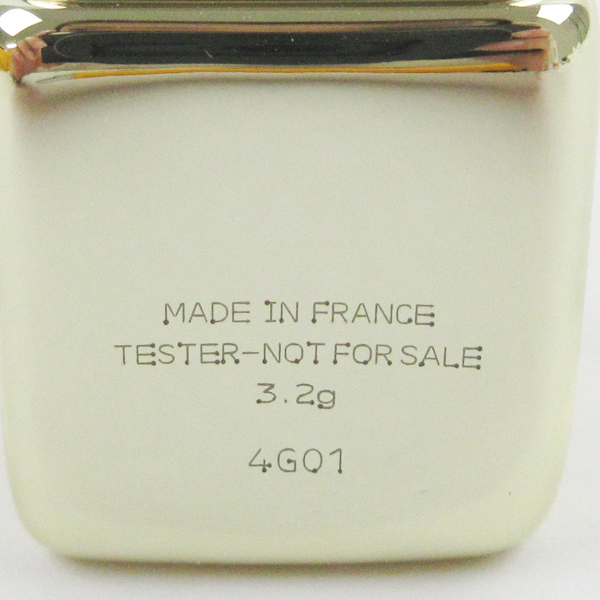 MADE IN FRANCE
TESTER-NOT FOR SALE
3.2g
4G01